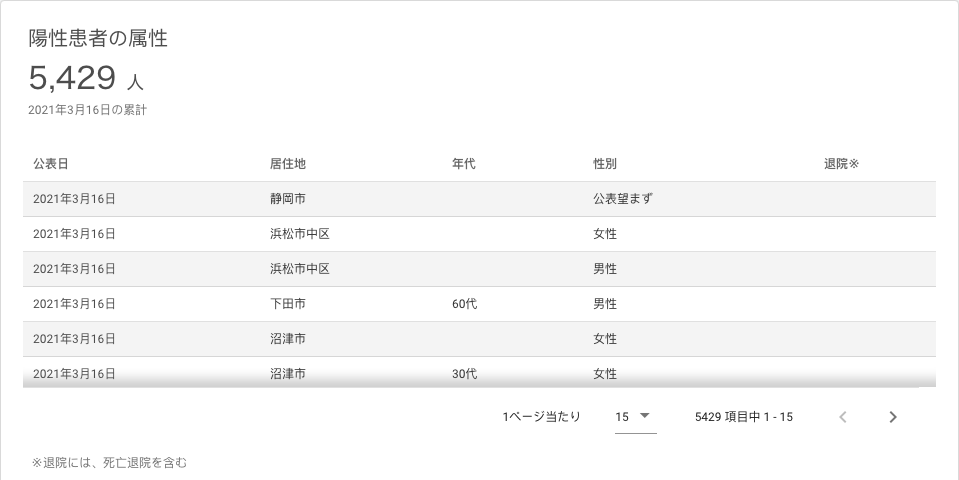 陽性患者の属性
5,429 人
2021年3月16日の累計
公表日 居住地 年代 性別 退院※
2021年3月16日 静岡市 公表望まず
2021年3月16日 浜松市中区 女性
2021年3月16日 浜松市中区 男性
2021年3月16日 下田市 60代 男性
2021年3月16日 沼津市 女性
2021年3月16日 沼津市 30代 女性
1ページ当たり 15 5429 項目中 1 - 15
※退院には、死亡退院を含む